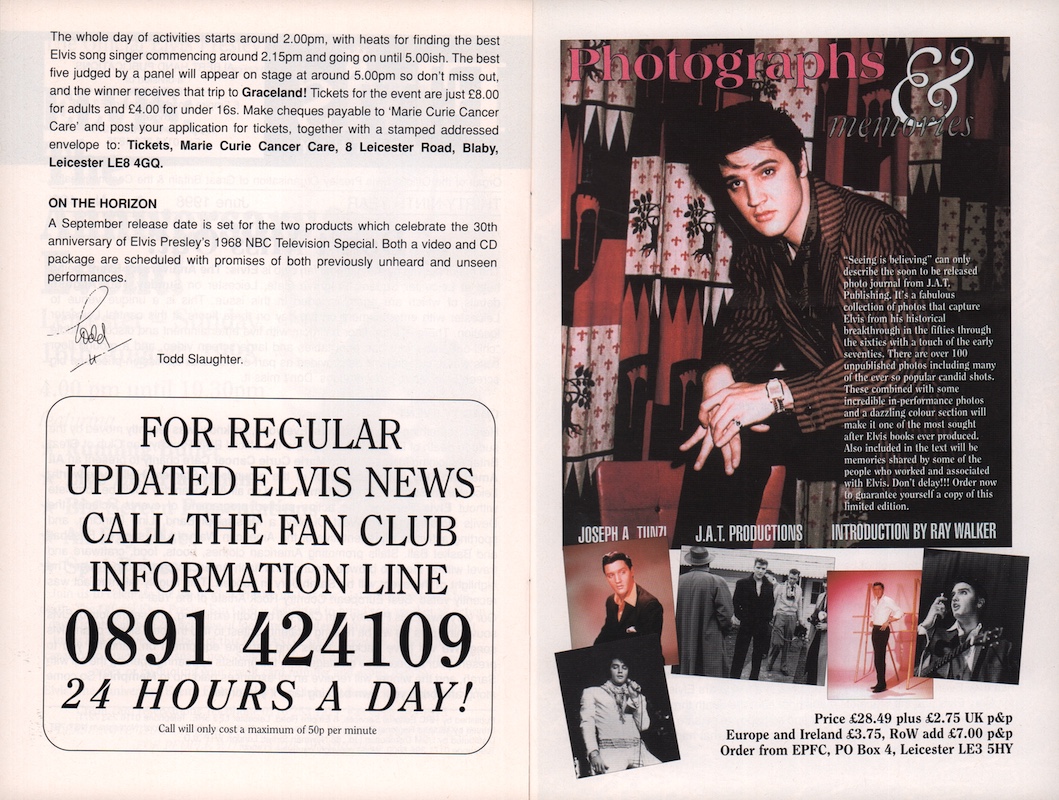 The whole day of activities starts around 2.00pm, with heats for finding the best
Elvis song singer commencing around 2.15pm and going on until 5.00ish. The best
five judged by a panel will appear on stage at around 5.00pm so don't miss out,
and the winner receives that trip to Graceland! Tickets for the event are just £8.00
for adults and £4.00 for under 16s. Make cheques payable to 'Marie Curie Cancer
Care' and post your application for tickets, together with a stamped addressed
envelope to: Tickets, Marie Curie Cancer Care, 8 Leicester Road, Blaby,
Leicester LE8 4GQ.
ON THE HORIZON
A September release date is set for the two products which celebrate the 30th
anniversary of Elvis Presley's 1968 NBC Television Special. Both a video and CD
package are scheduled with promises of both previously unheard and unseen
performances.
Todd
Todd Slaughter.
FOR REGULAR
UPDATED ELVIS NEWS
CALL THE FAN CLUB
INFORMATION LINE
0891 424109
24 HOURS A DAY!
Call will only cost a maximum of 50p per minute
Photographs
&
memories
"Seeing is believing" can only
describe the soon to be released
photo journal from J.A.T.
Publishing. It's a fabulous
collection of photos that capture
Elvis from his historical
breakthrough in the fifties through
the sixties with a touch of the early
seventies. There are over 100
unpublished photos including many
of the ever so popular candid shots.
These combined with some
incredible in-performance photos
and a dazzling colour section will
make it one of the most sought
after Elvis books ever produced.
Also included in the text will be
memories shared by some of the
people who worked and associated
with Elvis. Don't delay!!! Order now
to guarantee yourself a copy of this
limited edition.
JOSEPH A. TUNZI J.A.T. PRODUCTIONS INTRODUCTION BY RAY WALKER
Price £28.49 plus £2.75 UK p&p
Europe and Ireland £3.75, RoW add £7.00 p&p
Order from EPFC, PO Box 4, Leicester LE3 5HY